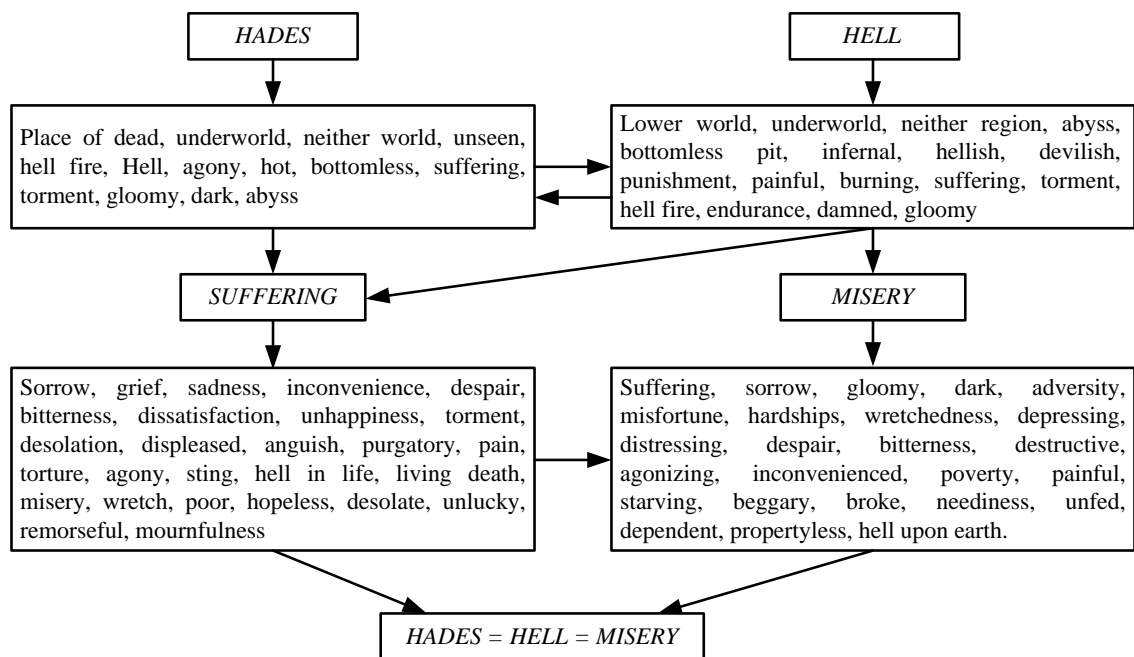 HADES
HELL
Place of dead, underworld, neither world, unseen,
hell fire, Hell, agony, hot, bottomless, suffering,
torment, gloomy, dark, abyss
Lower world, underworld, neither region, abyss,
bottomless pit, infernal, hellish, devilish,
punishment, painful, burning, suffering, torment,
hell fire, endurance, damned, gloomy
SUFFERING
MISERY
Sorrow, grief, sadness, inconvenience, despair,
bitterness, dissatisfaction, unhappiness, torment,
desolation, displeased, anguish, purgatory, pain,
torture, agony, sting, hell in life, living death,
misery, wretch, poor, hopeless, desolate, unlucky,
remorseful, mournfulness
Suffering, sorrow, gloomy, dark, adversity,
misfortune, hardships, wretchedness, depressing,
distressing, despair, bitterness, destructive,
agonizing, inconvenienced, poverty, painful,
starving, beggary, broke, neediness, unfed,
dependent, propertyless, hell upon earth.
HADES = HELL = MISERY